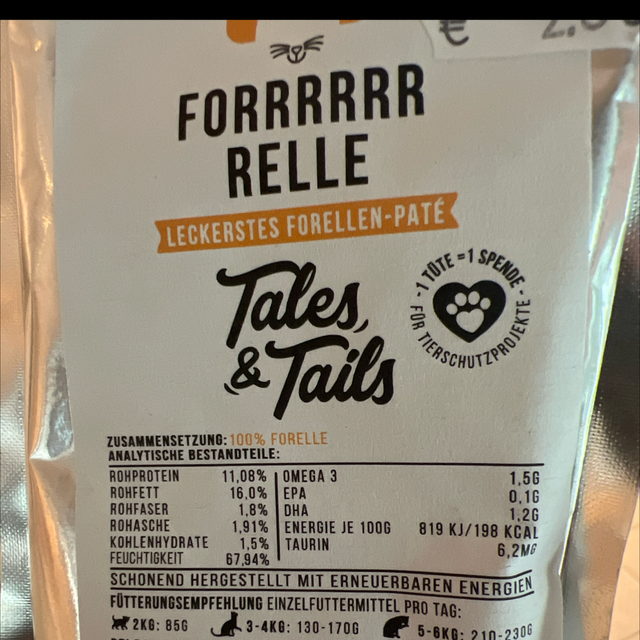 € 2.
FORRRRRR
RELLE
LECKERSTES FORELLEN-PATÉ
Tales
& Tails
- 1 TÜTE = 1 SPENDE -
FÜR TIERSCHUTZPROJEKTE
ZUSAMMENSETZUNG: 100% FORELLE
ANALYTISCHE BESTANDTEILE:
ROHPROTEIN 11,08%
ROHFETT 16,0%
ROHFASER 1,8%
ROHASCHE 1,91%
KOHLENHYDRATE 1,5%
FEUCHTIGKEIT 67,94%
OMEGA 3 1,5G
EPA 0,1G
DHA 1,2G
ENERGIE JE 100G 819 KJ/198 KCAL
TAURIN 6,2MG
SCHONEND HERGESTELLT MIT ERNEUERBAREN ENERGIEN
FÜTTERUNGSEMPFEHLUNG EINZELFUTTERMITTEL PRO TAG:
2KG: 85G 3-4KG: 130-170G 5-6KG: 210-230G